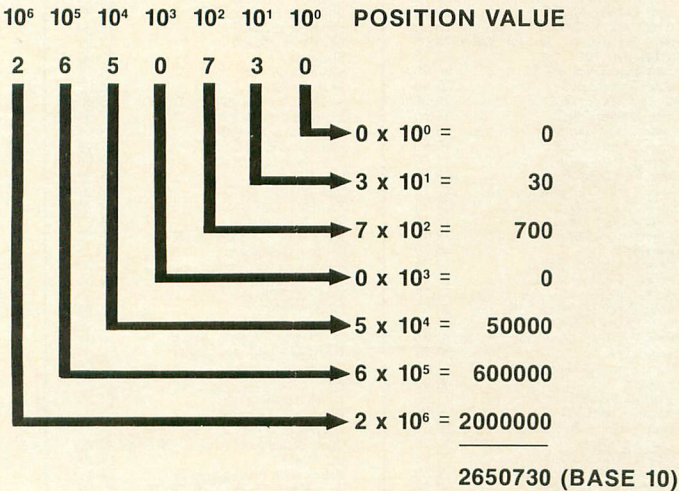 10⁶ 10⁵ 10⁴ 10³ 10² 10¹ 10⁰ POSITION VALUE
2 6 5 0 7 3 0
0 x 10⁰ = 0
3 x 10¹ = 30
7 x 10² = 700
0 x 10³ = 0
5 x 10⁴ = 50000
6 x 10⁵ = 600000
2 x 10⁶ = 2000000
2650730 (BASE 10)